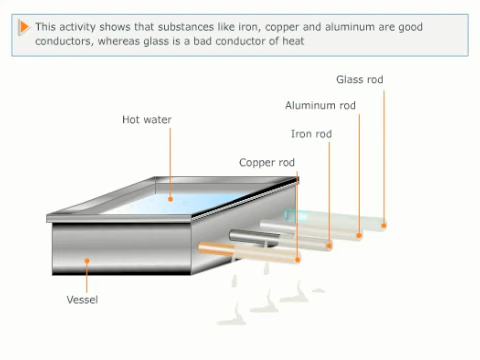 This activity shows that substances like iron, copper and aluminum are good
conductors, whereas glass is a bad conductor of heat
Glass rod
Aluminum rod
Hot water
Iron rod
Copper rod
Vessel